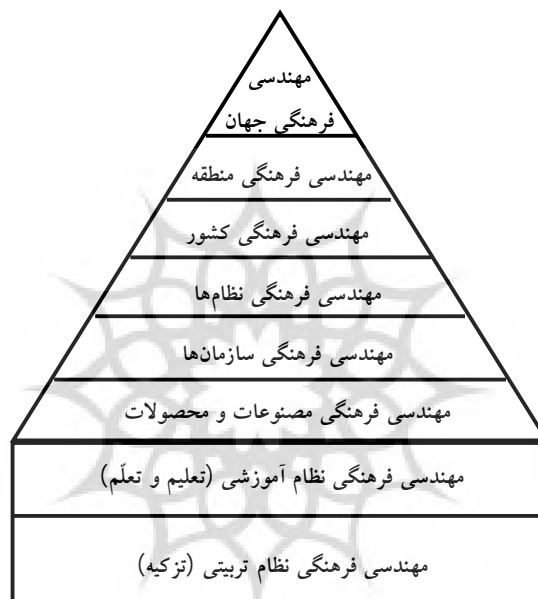 مهندسی
فرهنگی جهان
مهندسی فرهنگی منطقه
مهندسی فرهنگی کشور
مهندسی فرهنگی نظام‌ها
مهندسی فرهنگی سازمان‌ها
مهندسی فرهنگی مصنوعات و محصولات
مهندسی فرهنگی نظام آموزشی (تعلیم و تعلّم)
مهندسی فرهنگی نظام تربیتی (تزکیه)